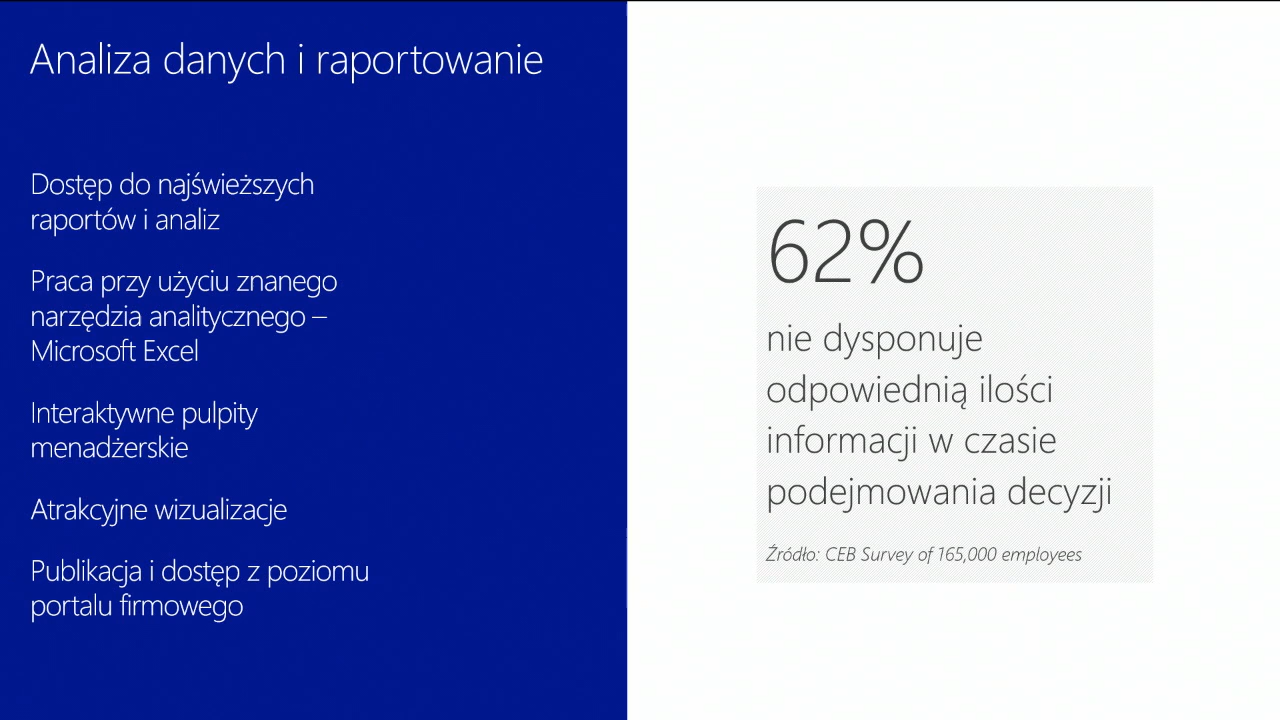 Analiza danych i raportowanie
Dostęp do najświeższych
raportów i analiz
Praca przy użyciu znanego
narzędzia analitycznego –
Microsoft Excel
Interaktywne pulpity
menadżerskie
Atrakcyjne wizualizacje
Publikacja i dostęp z poziomu
portalu firmowego
62%
nie dysponuje
odpowiednią ilości
informacji w czasie
podejmowania decyzji
Źródło: CEB Survey of 165,000 employees